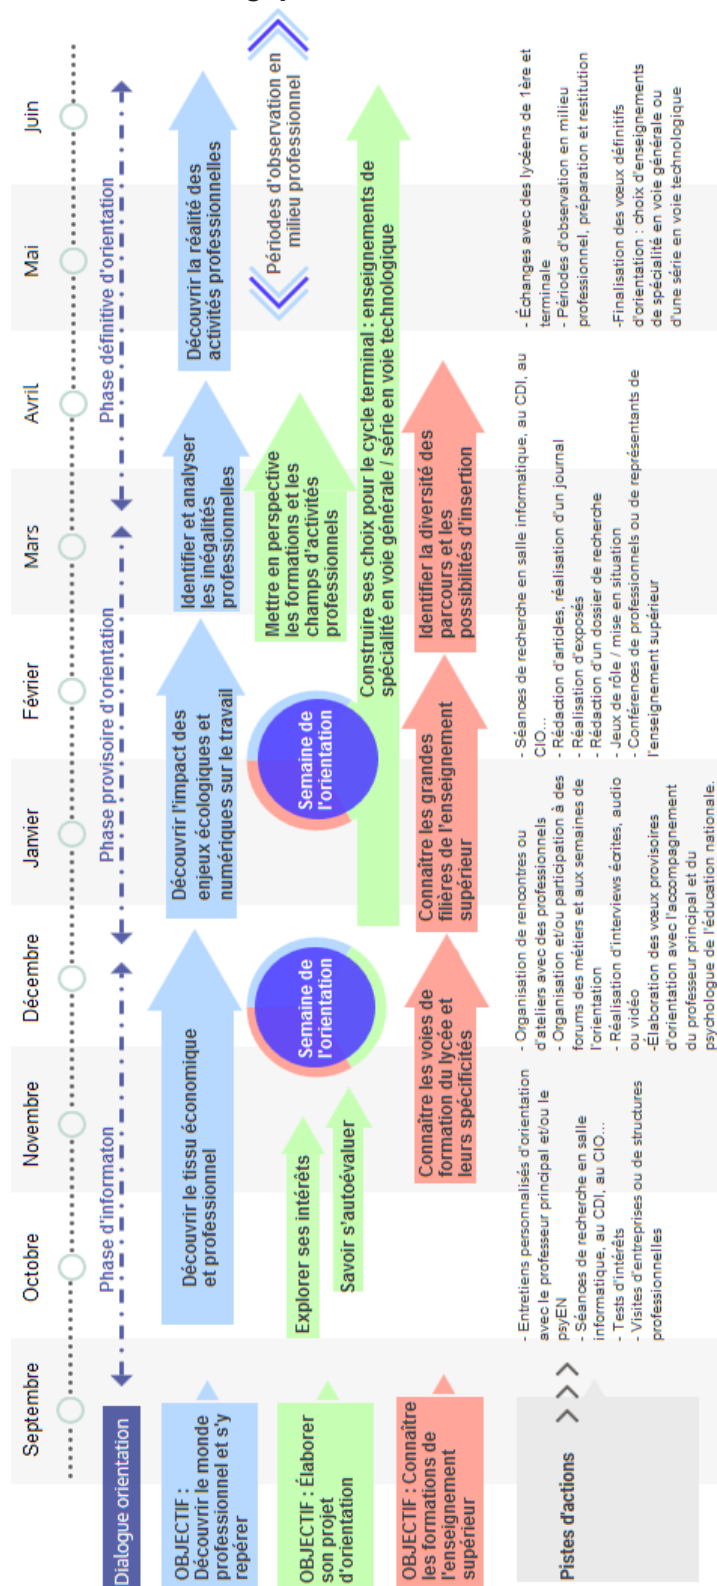 Septembre
Octobre
Novembre
Décembre
Janvier
Février
Mars
Avril
Mai
Juin
Dialogue orientation
Phase d'informaton
Phase provisoire d'orientation
Phase définitive d'orientation
OBJECTIF :
Découvrir le monde
professionnel et s'y
repérer
Découvrir le tissu économique
et professionnel
Découvrir l'impact des
enjeux écologiques et
numériques sur le travail
Identifier et analyser
les inégalités
professionnelles
Découvrir la réalité des
activités professionnelles
Périodes d'observation en
milieu professionnel
OBJECTIF : Élaborer
son projet
d'orientation
Explorer ses intérêts
Savoir s'autoévaluer
Semaine de
l'orientation
Semaine de
l'orientation
Mettre en perspective
les formations et les
champs d'activités
professionnels
Construire ses choix pour le cycle terminal : enseignements de
spécialité en voie générale / série en voie technologique
OBJECTIF : Connaître
les formations de
l'enseignement
supérieur
Connaître les voies de
formation du lycée et
leurs spécificités
Connaître les grandes
filières de l'enseignement
supérieur
Identifier la diversité des
parcours et les
possibilités d'insertion
Pistes d'actions
- Entretiens personnalisés d'orientation
avec le professeur principal et/ou le
psyEN
- Séances de recherche en salle
informatique, au CDI, au CIO...
- Tests d'intérêts
- Visites d'entreprises ou de structures
professionnelles
- Organisation de rencontres ou
d'ateliers avec des professionnels
- Organisation et/ou participation à des
forums des métiers et aux semaines de
l'orientation
- Réalisation d'interviews écrites, audio
ou vidéo
-Élaboration des vœux provisoires
d'orientation avec l'accompagnement
du professeur principal et du
psychologue de l'éducation nationale.
- Séances de recherche en salle informatique, au CDI, au
CIO...
- Rédaction d'articles, réalisation d'un journal
- Réalisation d'exposés
- Rédaction d'un dossier de recherche
- Jeux de rôle / mise en situation
- Conférences de professionnels ou de représentants de
l'enseignement supérieur
- Échanges avec des lycéens de 1ère et
terminale
- Périodes d'observation en milieu
professionnel, préparation et restitution
-Finalisation des vœux définitifs
d'orientation : choix d'enseignements
de spécialité en voie générale ou
d'une série en voie technologique